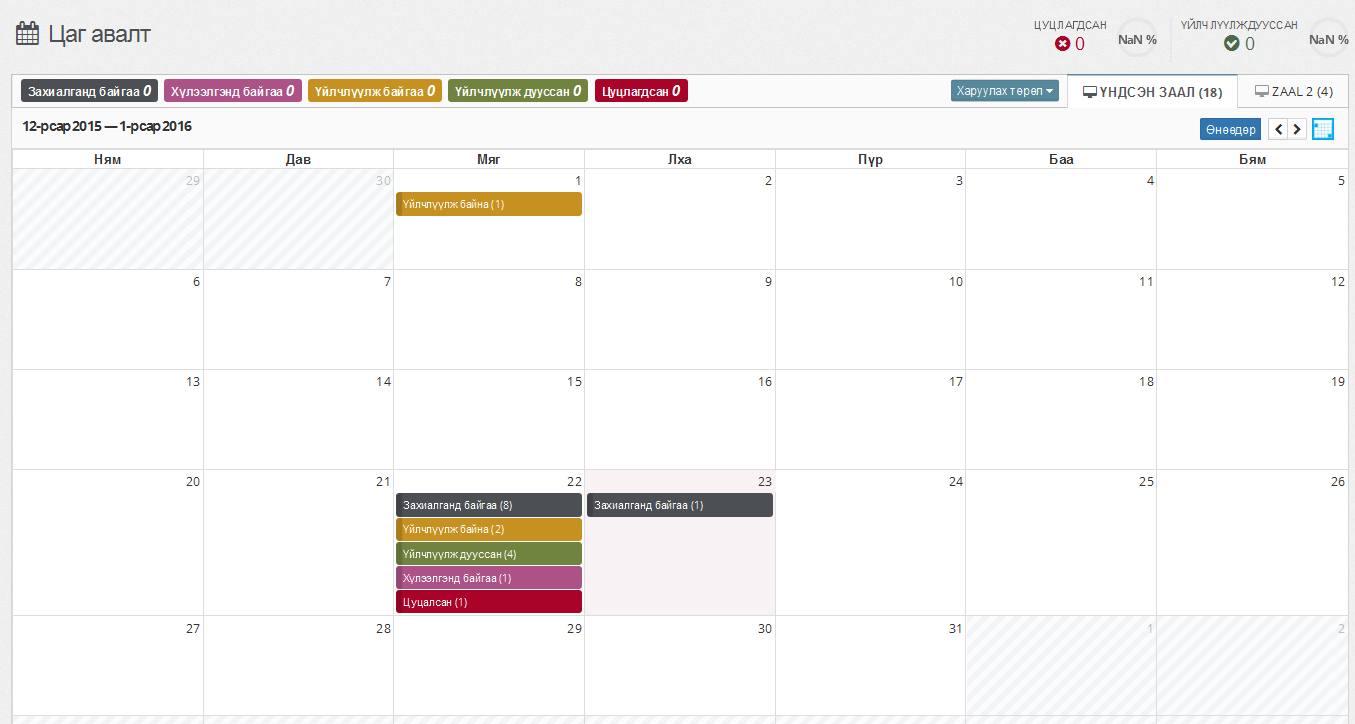 Цаг авалт
ЦУЦЛАГДСАН
0
NaN %
ҮЙЛЧЛҮҮЛЖ ДУУССАН
0
NaN %
Захиалганд байгаа 0
Хүлээлгэнд байгаа 0
Үйлчлүүлж байгаа 0
Үйлчлүүлж дууссан 0
Цуцлагдсан 0
Харуулах төрөл
ҮНДСЭН ЗААЛ (18)
ZAAL 2 (4)
12-р сар 2015 — 1-р сар 2016
Өнөөдөр
Ням Дав Мяг Лха Пүр Баа Бям
29 30 1 2 3 4 5
Үйлчлүүлж байна (1)
6 7 8 9 10 11 12
13 14 15 16 17 18 19
20 21 22 23 24 25 26
Захиалганд байгаа (8) Захиалганд байгаа (1)
Үйлчлүүлж байна (2)
Үйлчлүүлж дууссан (4)
Хүлээлгэнд байгаа (1)
Цуцалсан (1)
27 28 29 30 31 1 2